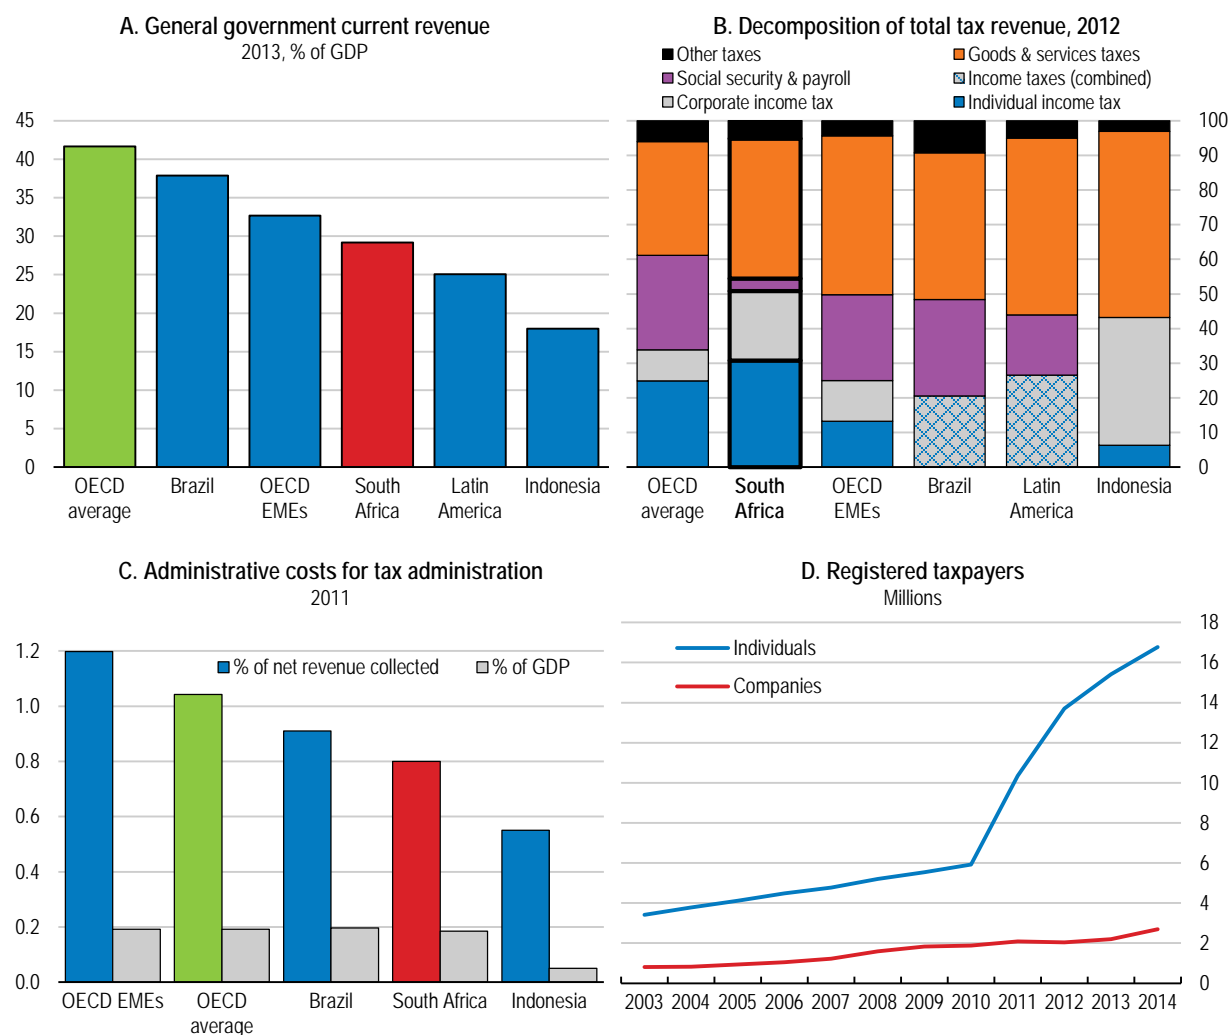 A. General government current revenue
2013, % of GDP
45
40
35
30
25
20
15
10
5
0
OECD average
Brazil
OECD EMEs
South Africa
Latin America
Indonesia
B. Decomposition of total tax revenue, 2012
Other taxes
Goods & services taxes
Social security & payroll
Income taxes (combined)
Corporate income tax
Individual income tax
100
90
80
70
60
50
40
30
20
10
0
OECD average
South Africa
OECD EMEs
Brazil
Latin America
Indonesia
C. Administrative costs for tax administration
2011
% of net revenue collected
% of GDP
1.2
1.0
0.8
0.6
0.4
0.2
0.0
OECD EMEs
OECD average
Brazil
South Africa
Indonesia
D. Registered taxpayers
Millions
Individuals
Companies
18
16
14
12
10
8
6
4
2
0
2003 2004 2005 2006 2007 2008 2009 2010 2011 2012 2013 2014